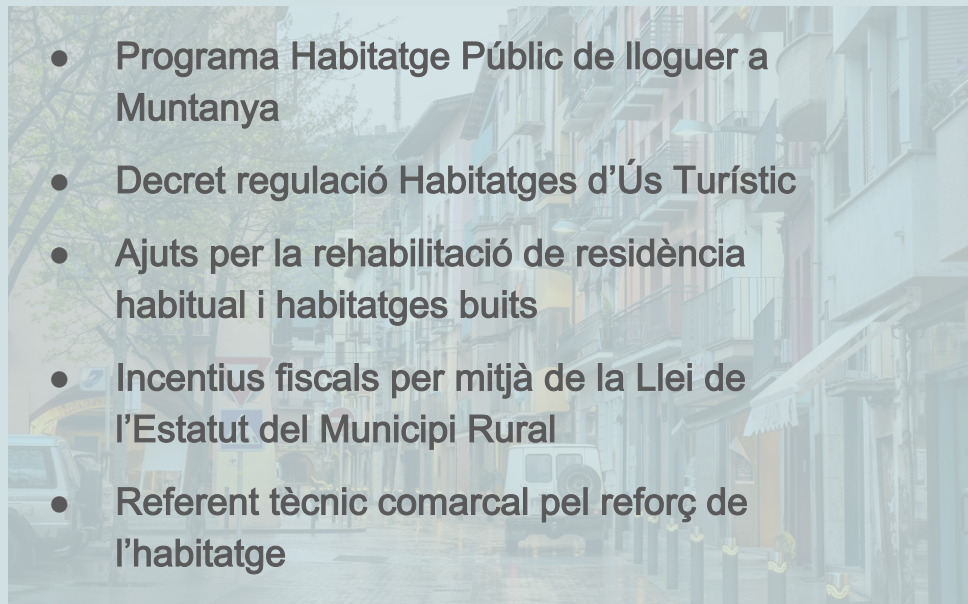 ● Programa Habitatge Públic de lloguer a
Muntanya
● Decret regulació Habitatges d’Ús Turístic
● Ajuts per la rehabilitació de residència
habitual i habitatges buits
● Incentius fiscals per mitjà de la Llei de
l’Estatut del Municipi Rural
● Referent tècnic comarcal pel reforç de
l’habitatge